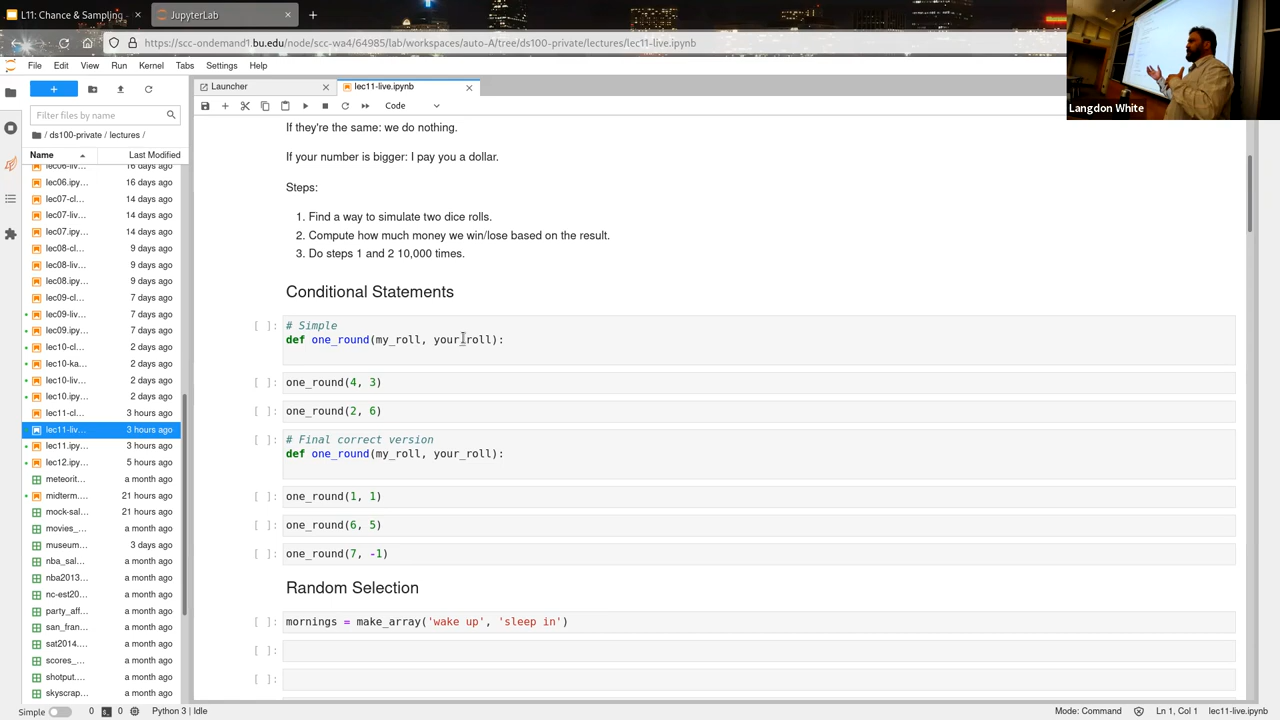 L11: Chance & Sampling -
JupyterLab
https://scc-ondemand1.bu.edu/node/scc-wa4/64985/lab/workspaces/auto-A/tree/ds100-private/lectures/lec11-live.ipynb
Langdon White
File Edit View Run Kernel Tabs Settings Help
Launcher
lec11-live.ipynb
Code
Filter files by name
/ ds100-private / lectures /
Name Last Modified
lec06-liv... 16 days ago
lec06.ipy... 16 days ago
lec07-cl... 14 days ago
lec07-liv... 14 days ago
lec07.ipy... 14 days ago
lec08-cl... 9 days ago
lec08-liv... 9 days ago
lec08.ipy... 9 days ago
lec09-cl... 7 days ago
lec09-liv... 7 days ago
lec09.ipy... 7 days ago
lec10-cl... 2 days ago
lec10-ka... 2 days ago
lec10-liv... 2 days ago
lec10.ipy... 2 days ago
lec11-cl... 3 hours ago
lec11-liv... 3 hours ago
lec11.ipy... 3 hours ago
lec12.ipy... 5 hours ago
meteorit... a month ago
midterm.... 21 hours ago
mock-sal... 21 hours ago
movies_... a month ago
museum... 3 days ago
nba_sal... a month ago
nba2013... a month ago
nc-est20... a month ago
party_aff... a month ago
san_fran... a month ago
sat2014.... a month ago
scores_... a month ago
shotput.... a month ago
skyscrap... a month ago
If they're the same: we do nothing.
If your number is bigger: I pay you a dollar.
Steps:
1. Find a way to simulate two dice rolls.
2. Compute how much money we win/lose based on the result.
3. Do steps 1 and 2 10,000 times.
Conditional Statements
[ ]: # Simple
def one_round(my_roll, your_roll):
[ ]: one_round(4, 3)
[ ]: one_round(2, 6)
[ ]: # Final correct version
def one_round(my_roll, your_roll):
[ ]: one_round(1, 1)
[ ]: one_round(6, 5)
[ ]: one_round(7, -1)
Random Selection
[ ]: mornings = make_array('wake up', 'sleep in')
[ ]:
[ ]:
Simple 0 0 Python 3 | Idle Mode: Command Ln 1, Col 1 lec11-live.ipynb